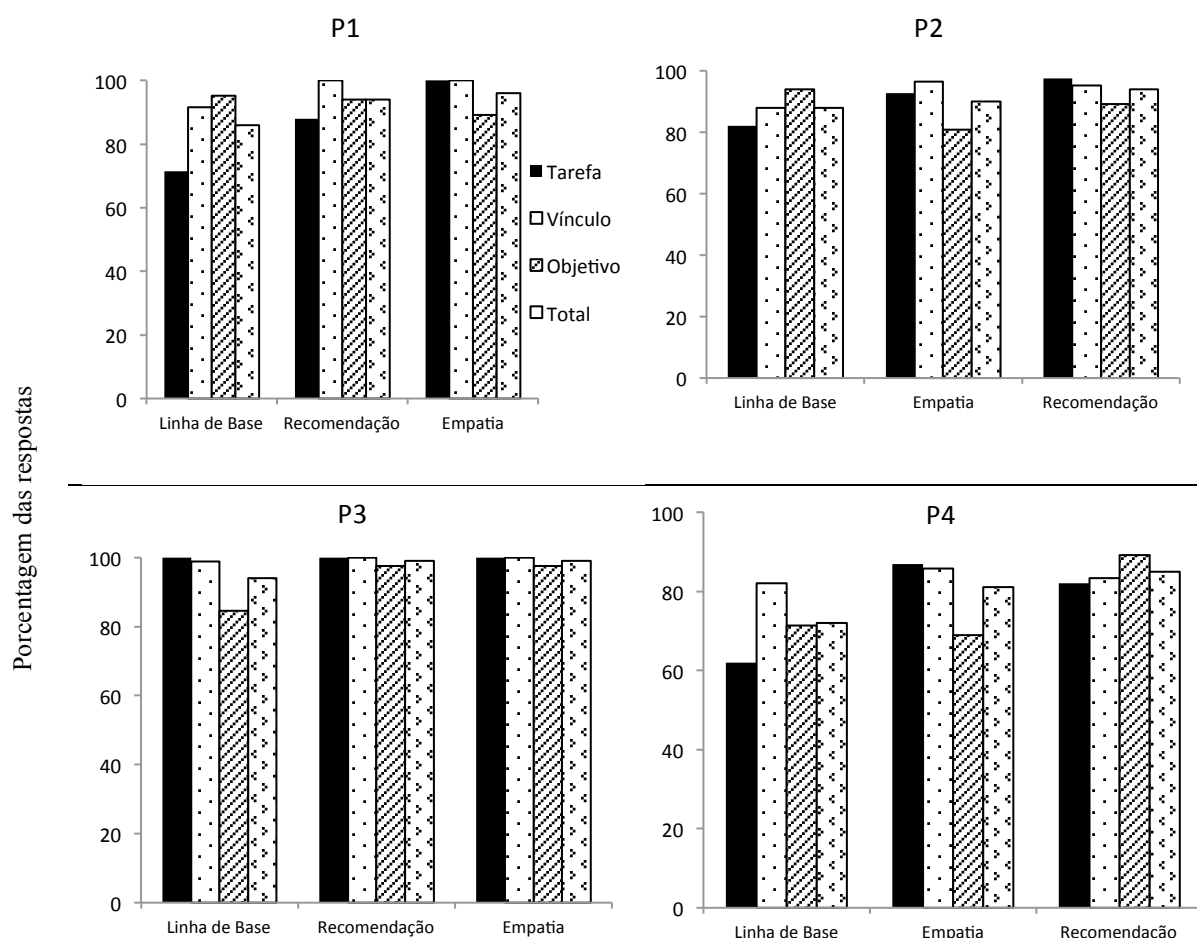 Porcentagem das respostas
P1
100
80
60
40
20
0
Linha de Base Recomendação Empatia
Tarefa
Vínculo
Objetivo
Total
P2
100
80
60
40
20
0
Linha de Base Empatia Recomendação
P3
100
80
60
40
20
0
Linha de Base Recomendação Empatia
P4
100
80
60
40
20
0
Linha de Base Empatia Recomendação